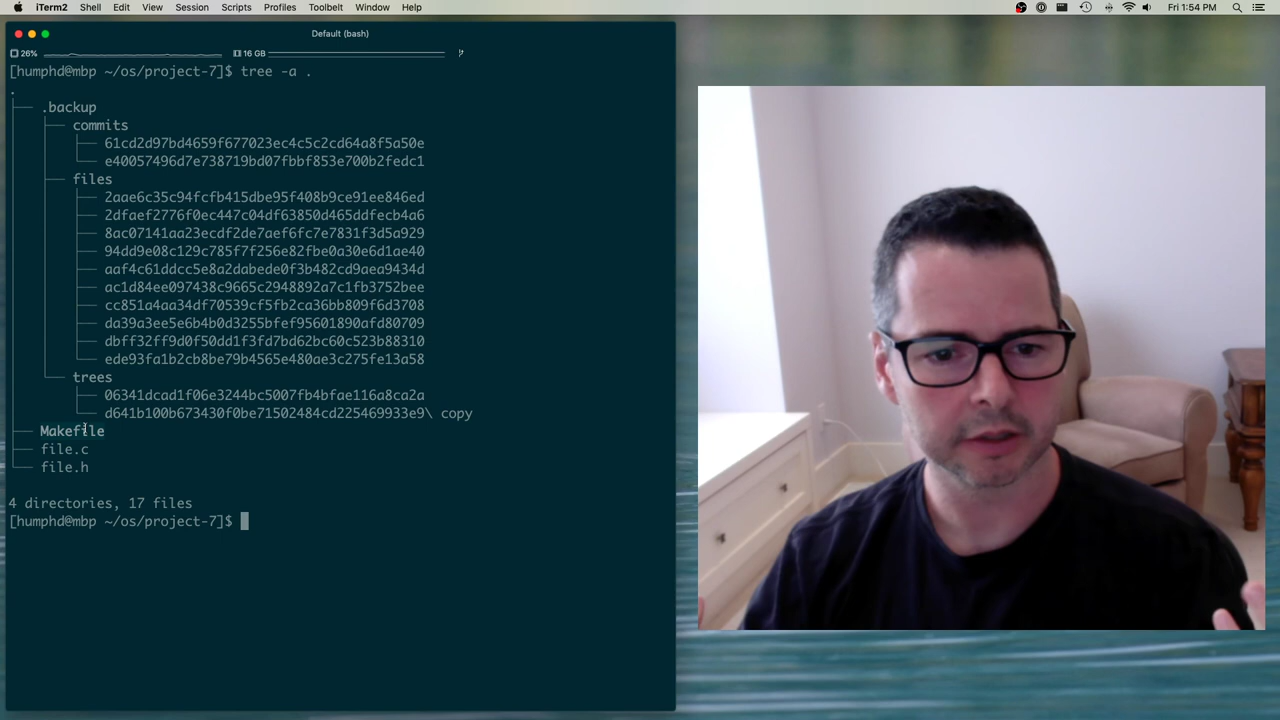 iTerm2 Shell Edit View Session Scripts Profiles Toolbelt Window Help Fri 1:54 PM
Default (bash)
26% 16 GB
[humphd@mbp ~/os/project-7]$ tree -a .
.
├── .backup
│   ├── commits
│   │   ├── 61cd2d97bd4659f677023ec4c5c2cd64a8f5a50e
│   │   └── e40057496d7e738719bd07fbbf853e700b2fedc1
│   ├── files
│   │   ├── 2aae6c35c94fcfb415dbe95f408b9ce91ee846ed
│   │   ├── 2dfaef2776f0ec447c04df63850d465ddfecb4a6
│   │   ├── 8ac07141aa23ecdf2de7aef6fc7e7831f3d5a929
│   │   ├── 94dd9e08c129c785f7f256e82fbe0a30e6d1ae40
│   │   ├── aaf4c61ddcc5e8a2dabede0f3b482cd9aea9434d
│   │   ├── ac1d84ee097438c9665c2948892a7c1fb3752bee
│   │   ├── cc851a4aa34df70539cf5fb2ca36bb809f6d3708
│   │   ├── da39a3ee5e6b4b0d3255bfef95601890afd80709
│   │   ├── dbff32ff9d0f50dd1f3fd7bd62bc60c523b88310
│   │   └── ede93fa1b2cb8be79b4565e480ae3c275fe13a58
│   └── trees
│       ├── 06341dcad1f06e3244bc5007fb4bfae116a8ca2a
│       └── d641b100b673430f0be71502484cd225469933e9\ copy
├── Makefile
├── file.c
└── file.h
4 directories, 17 files
[humphd@mbp ~/os/project-7]$